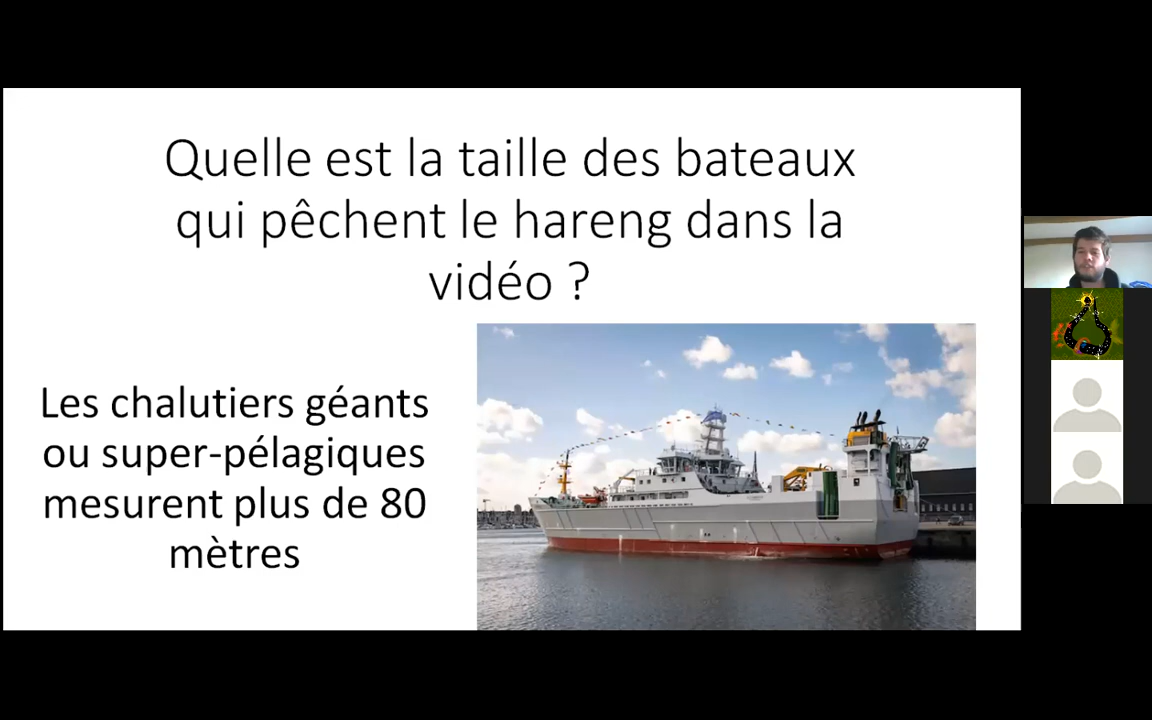 Quelle est la taille des bateaux
qui pêchent le hareng dans la
vidéo ?
Les chalutiers géants
ou super-pélagiques
mesurent plus de 80
mètres